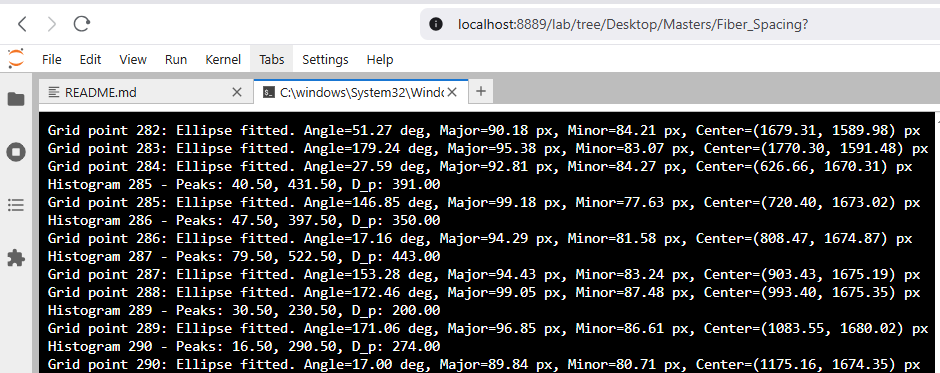 localhost:8889/lab/tree/Desktop/Masters/Fiber_Spacing?
File Edit View Run Kernel Tabs Settings Help
README.md C:\windows\System32\Windc
Grid point 282: Ellipse fitted. Angle=51.27 deg, Major=90.18 px, Minor=84.21 px, Center=(1679.31, 1589.98) px
Grid point 283: Ellipse fitted. Angle=179.24 deg, Major=95.38 px, Minor=83.07 px, Center=(1770.30, 1591.48) px
Grid point 284: Ellipse fitted. Angle=27.59 deg, Major=92.81 px, Minor=84.27 px, Center=(626.66, 1670.31) px
Histogram 285 - Peaks: 40.50, 431.50, D_p: 391.00
Grid point 285: Ellipse fitted. Angle=146.85 deg, Major=99.18 px, Minor=77.63 px, Center=(720.40, 1673.02) px
Histogram 286 - Peaks: 47.50, 397.50, D_p: 350.00
Grid point 286: Ellipse fitted. Angle=17.16 deg, Major=94.29 px, Minor=81.58 px, Center=(808.47, 1674.87) px
Histogram 287 - Peaks: 79.50, 522.50, D_p: 443.00
Grid point 287: Ellipse fitted. Angle=153.28 deg, Major=94.43 px, Minor=83.24 px, Center=(903.43, 1675.19) px
Grid point 288: Ellipse fitted. Angle=172.46 deg, Major=99.05 px, Minor=87.48 px, Center=(993.40, 1675.35) px
Histogram 289 - Peaks: 30.50, 230.50, D_p: 200.00
Grid point 289: Ellipse fitted. Angle=171.06 deg, Major=96.85 px, Minor=86.61 px, Center=(1083.55, 1680.02) px
Histogram 290 - Peaks: 16.50, 290.50, D_p: 274.00
Grid point 290: Ellipse fitted. Angle=17.00 deg, Major=89.84 px, Minor=80.71 px, Center=(1175.16, 1674.35) px